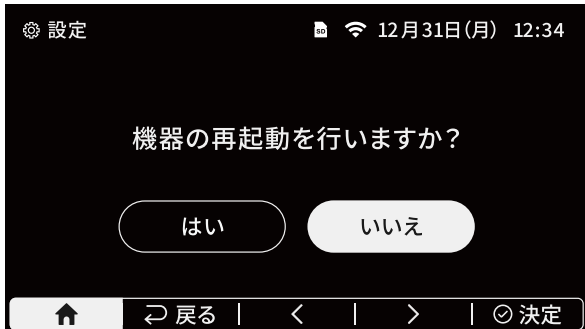 設定 SD 12月31日(月) 12:34
機器の再起動を行いますか?
はい いいえ
戻る 決定